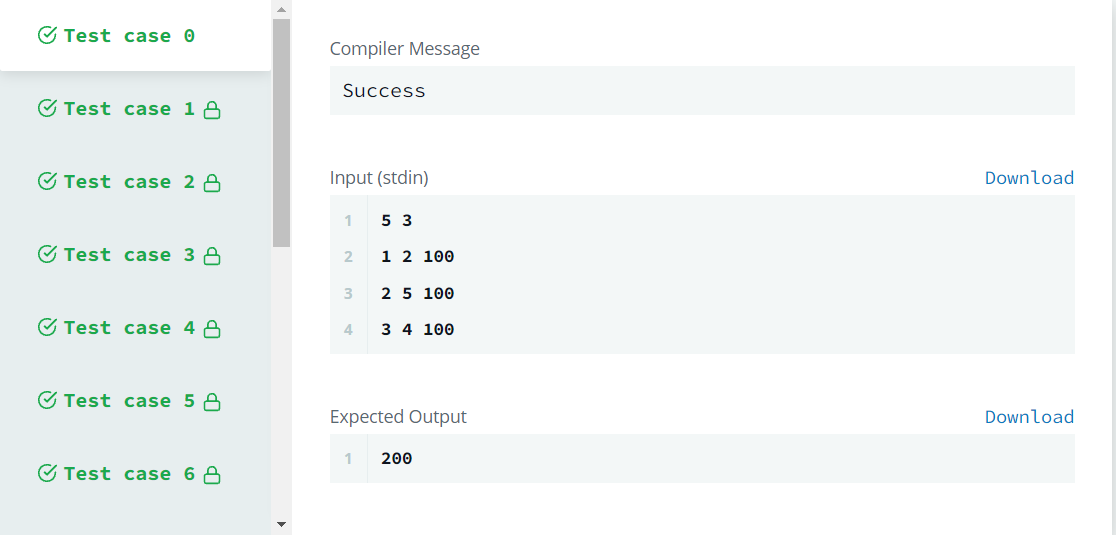 Test case 0
Test case 1
Test case 2
Test case 3
Test case 4
Test case 5
Test case 6
Compiler Message
Success
Input (stdin)
Download
1 5 3
2 1 2 100
3 2 5 100
4 3 4 100
Expected Output
Download
1 200